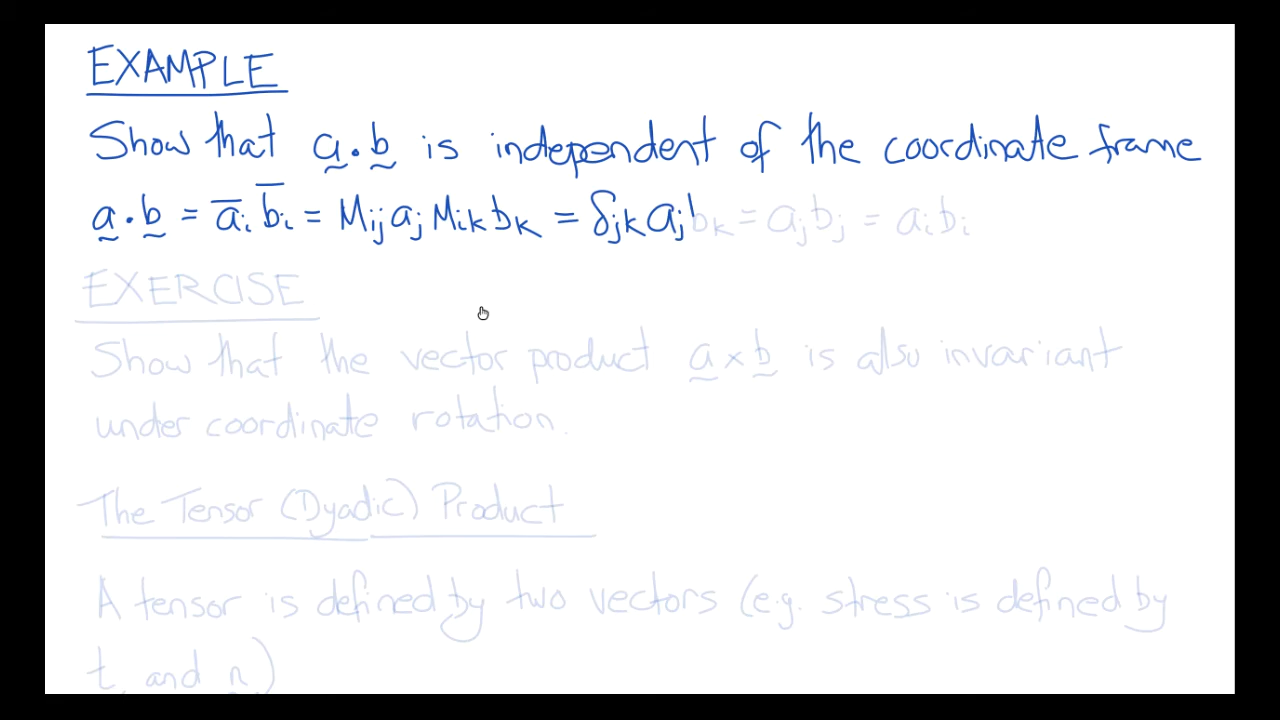 EXAMPLE
Show that a̰ · b̰ is independent of the coordinate frame
a̰ · b̰ = a̅ᵢ b̅ᵢ = Mᵢⱼ aⱼ Mᵢₖ bₖ = δⱼₖ aⱼ bₖ = aⱼ bⱼ = aᵢ bᵢ
EXERCISE
Show that the vector product a̰ × b̰ is also invariant
under coordinate rotation.
The Tensor (Dyadic) Product
A tensor is defined by two vectors (e.g. stress is defined by
t̰ and n̰)